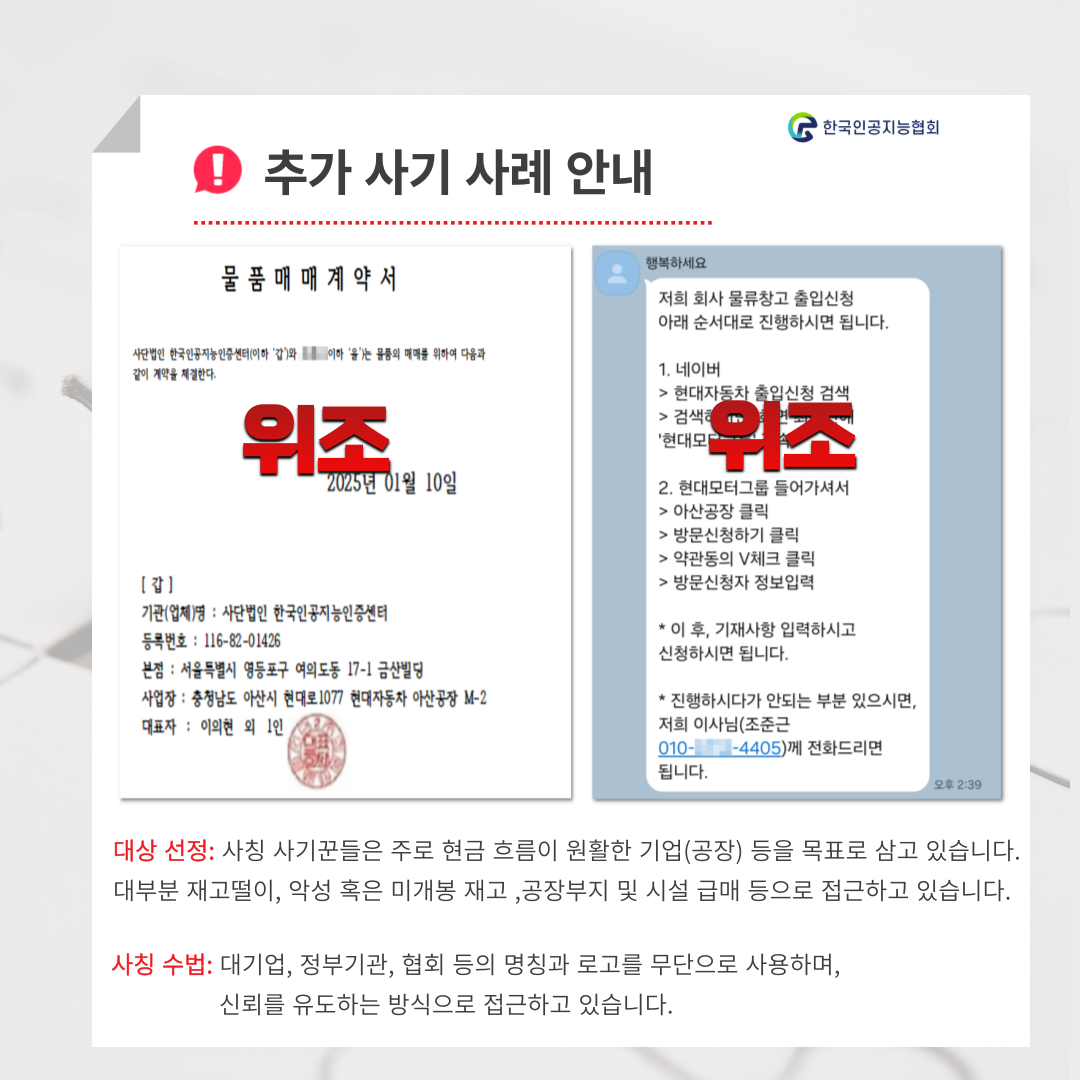 한국인공지능협회
추가 사기 사례 안내
물품매매계약서
사단법인 한국인공지능인증센터(이하 '갑')와 이하 '을')는 물품의 매매를 위하여 다음과
같이 계약을 체결한다.
위조
2025년 01월 10일
[ 갑 ]
기관(업체)명 : 사단법인 한국인공지능인증센터
등록번호 : 116-82-01426
본점 : 서울특별시 영등포구 여의도동 17-1 금산빌딩
사업장 : 충청남도 아산시 현대로1077 현대자동차 아산공장 M-2
대표자 : 이의현 외 1인
행복하세요
저희 회사 물류창고 출입신청
아래 순서대로 진행하시면 됩니다.
1. 네이버
> 현대자동차 출입신청 검색
> 검색
위조
'현대모터
2. 현대모터그룹 들어가셔서
> 아산공장 클릭
> 방문신청하기 클릭
> 약관동의 V체크 클릭
> 방문신청자 정보입력
* 이 후, 기재사항 입력하시고
신청하시면 됩니다.
* 진행하시다가 안되는 부분 있으시면,
저희 이사님(조준근
010- -4405)께 전화드리면
됩니다.
오후 2:39
대상 선정: 사칭 사기꾼들은 주로 현금 흐름이 원활한 기업(공장) 등을 목표로 삼고 있습니다.
대부분 재고떨이, 악성 혹은 미개봉 재고 ,공장부지 및 시설 급매 등으로 접근하고 있습니다.
사칭 수법: 대기업, 정부기관, 협회 등의 명칭과 로고를 무단으로 사용하며,
신뢰를 유도하는 방식으로 접근하고 있습니다.